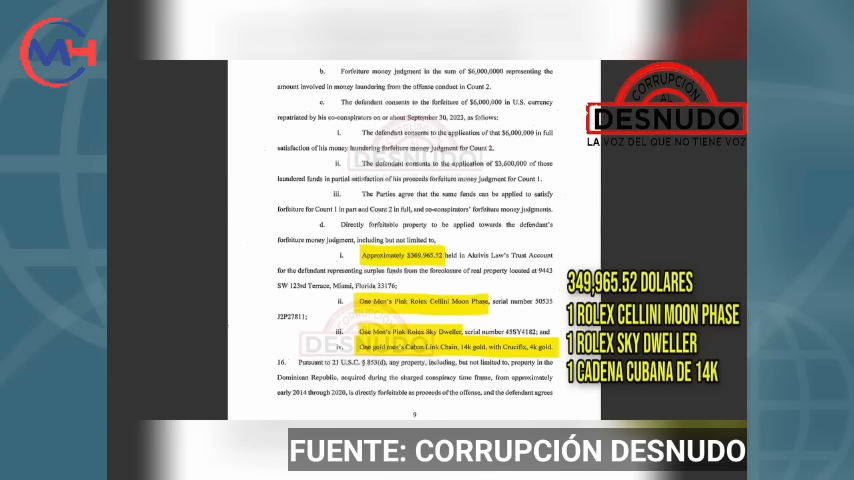 MH
b. Forfeiture money judgment in the sum of $6,000,0000 representing the
amount involved in money laundering from the offense conduct in Count 2.
c. The defendant consents to the forfeiture of $6,000,000 in U.S. currency
repatriated by his co-conspirators on or about September 30, 2023, as follows:
i. The defendant consents to the application of that $6,000,000 in full
satisfaction of his money laundering forfeiture money judgment for Count 2.
ii. The defendant consents to the application of $3,600,000 of those
laundered funds in partial satisfaction of his proceeds forfeiture money judgment for Count 1.
iii. The Parties agree that the same funds can be applied to satisfy
forfeiture for Count 1 in part and Count 2 in full, and co-conspirators' forfeiture money judgments.
d. Directly forfeitable property to be applied towards the defendant's
forfeiture money judgment, including but not limited to,
i. Approximately $369,965.52 held in Akrivis Law's Trust Account
for the defendant representing surplus funds from the foreclosure of real property located at 9443
SW 123rd Terrace, Miami, Florida 33176;
ii. One Men's Pink Rolex Cellini Moon Phase, serial number 50535
J2P27811;
iii. One Men's Pink Rolex Sky Dweller, serial number 45SY4182; and
iv. One gold men's Cuban Link Chain, 14k gold, with Crucifix, 4k gold.
16. Pursuant to 21 U.S.C. § 853(d), any property, including, but not limited to, property in the
Dominican Republic, acquired during the charged conspiracy time frame, from approximately
early 2014 through 2020, is directly forfeitable as proceeds of the offense, and the defendant agrees
9
CORRUPCIÓN
AL
DESNUDO
LA VOZ DEL QUE NO TIENE VOZ
349,965.52 DOLARES
1 ROLEX CELLINI MOON PHASE
1 ROLEX SKY DWELLER
1 CADENA CUBANA DE 14K
FUENTE: CORRUPCIÓN DESNUDO